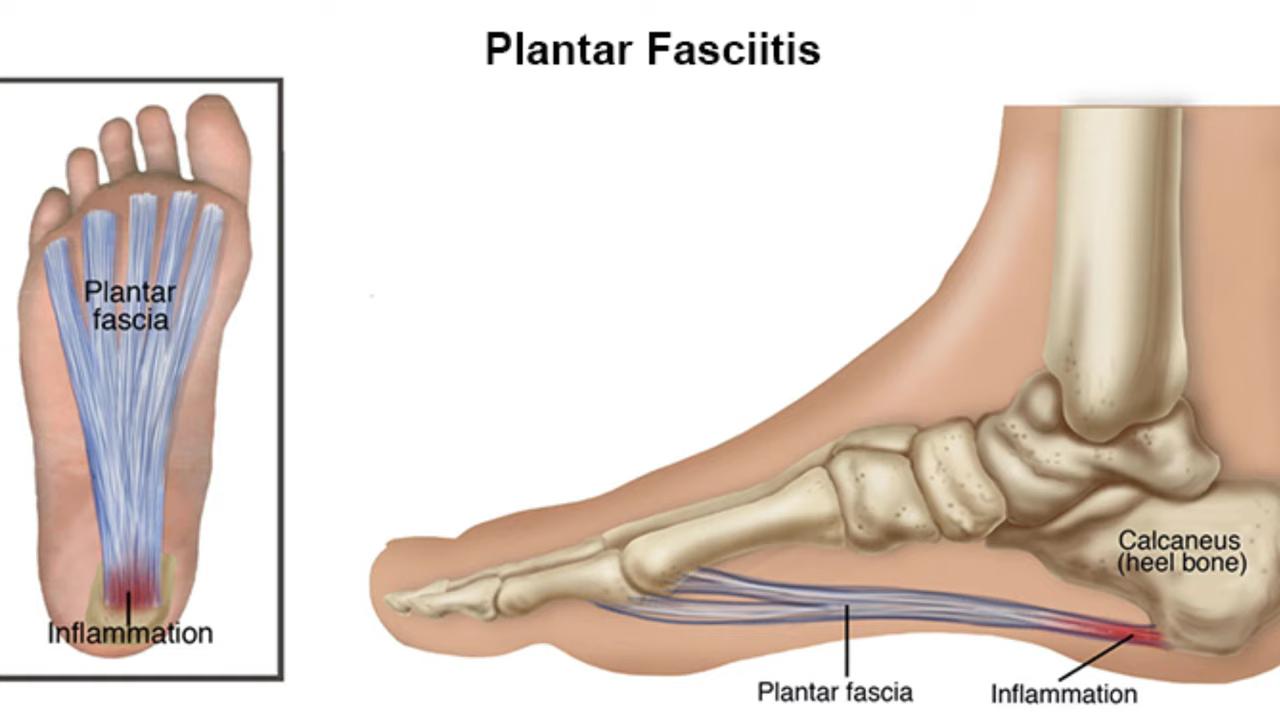 Plantar Fasciitis
Plantar
fascia
Inflammation
Calcaneus
(heel bone)
Plantar fascia
Inflammation